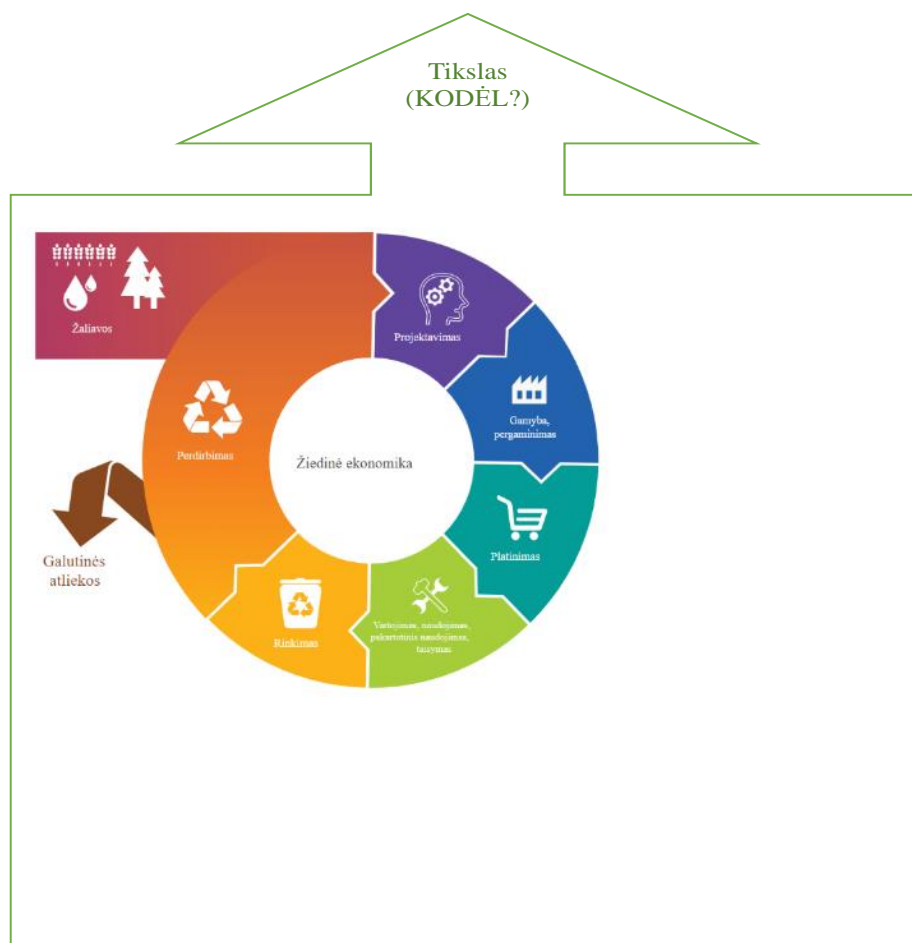 Tikslas
(KODĖL?)
Žaliavos
Projektavimas
Gamyba,
pergaminimas
Perdirbimas
Žiedinė ekonomika
Platinimas
Galutinės
atliekos
Vartojimas, naudojimas,
pakartotinis naudojimas,
taisymas
Rinkimas